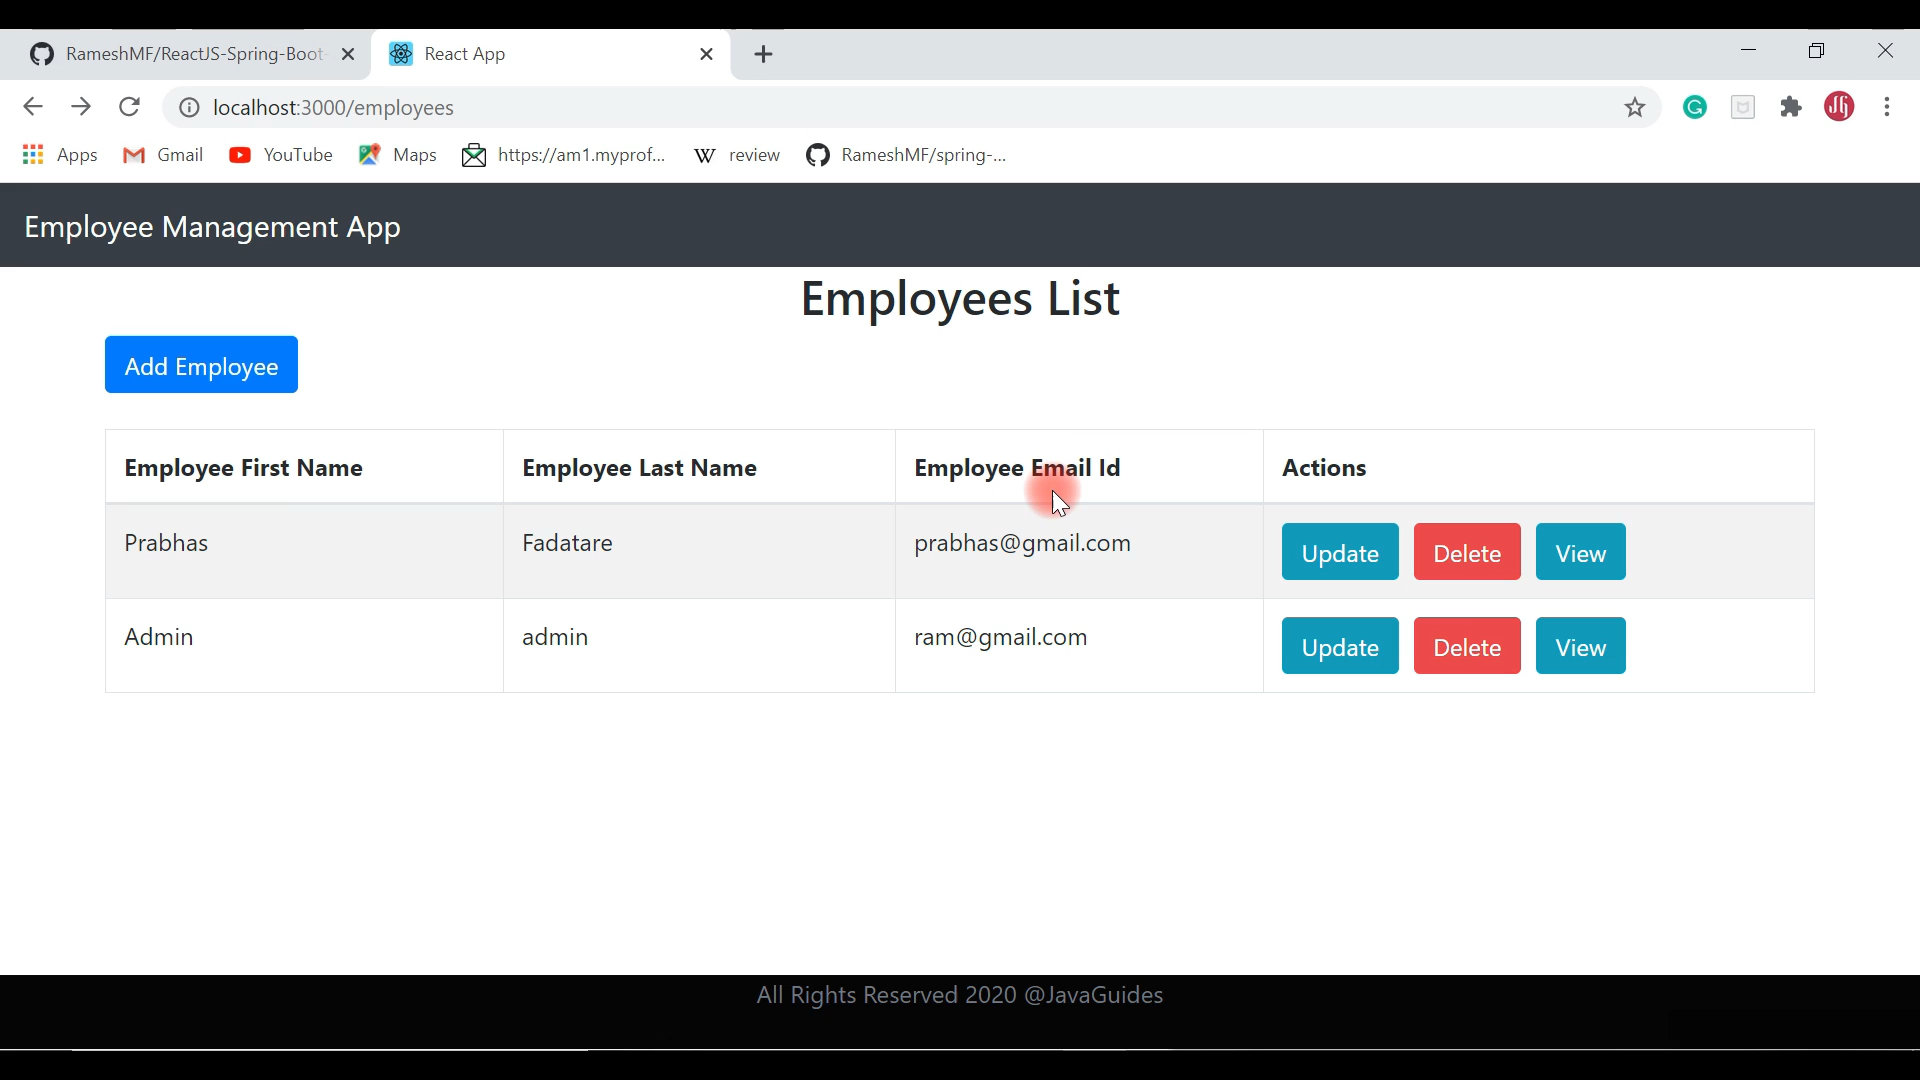 RameshMF/ReactJS-Spring-Boot-
React App
localhost:3000/employees
Apps Gmail YouTube Maps https://am1.myprof... review RameshMF/spring-...
Employee Management App
Employees List
Add Employee
Employee First Name Employee Last Name Employee Email Id Actions
Prabhas Fadatare prabhas@gmail.com Update Delete View
Admin admin ram@gmail.com Update Delete View
All Rights Reserved 2020 @JavaGuides